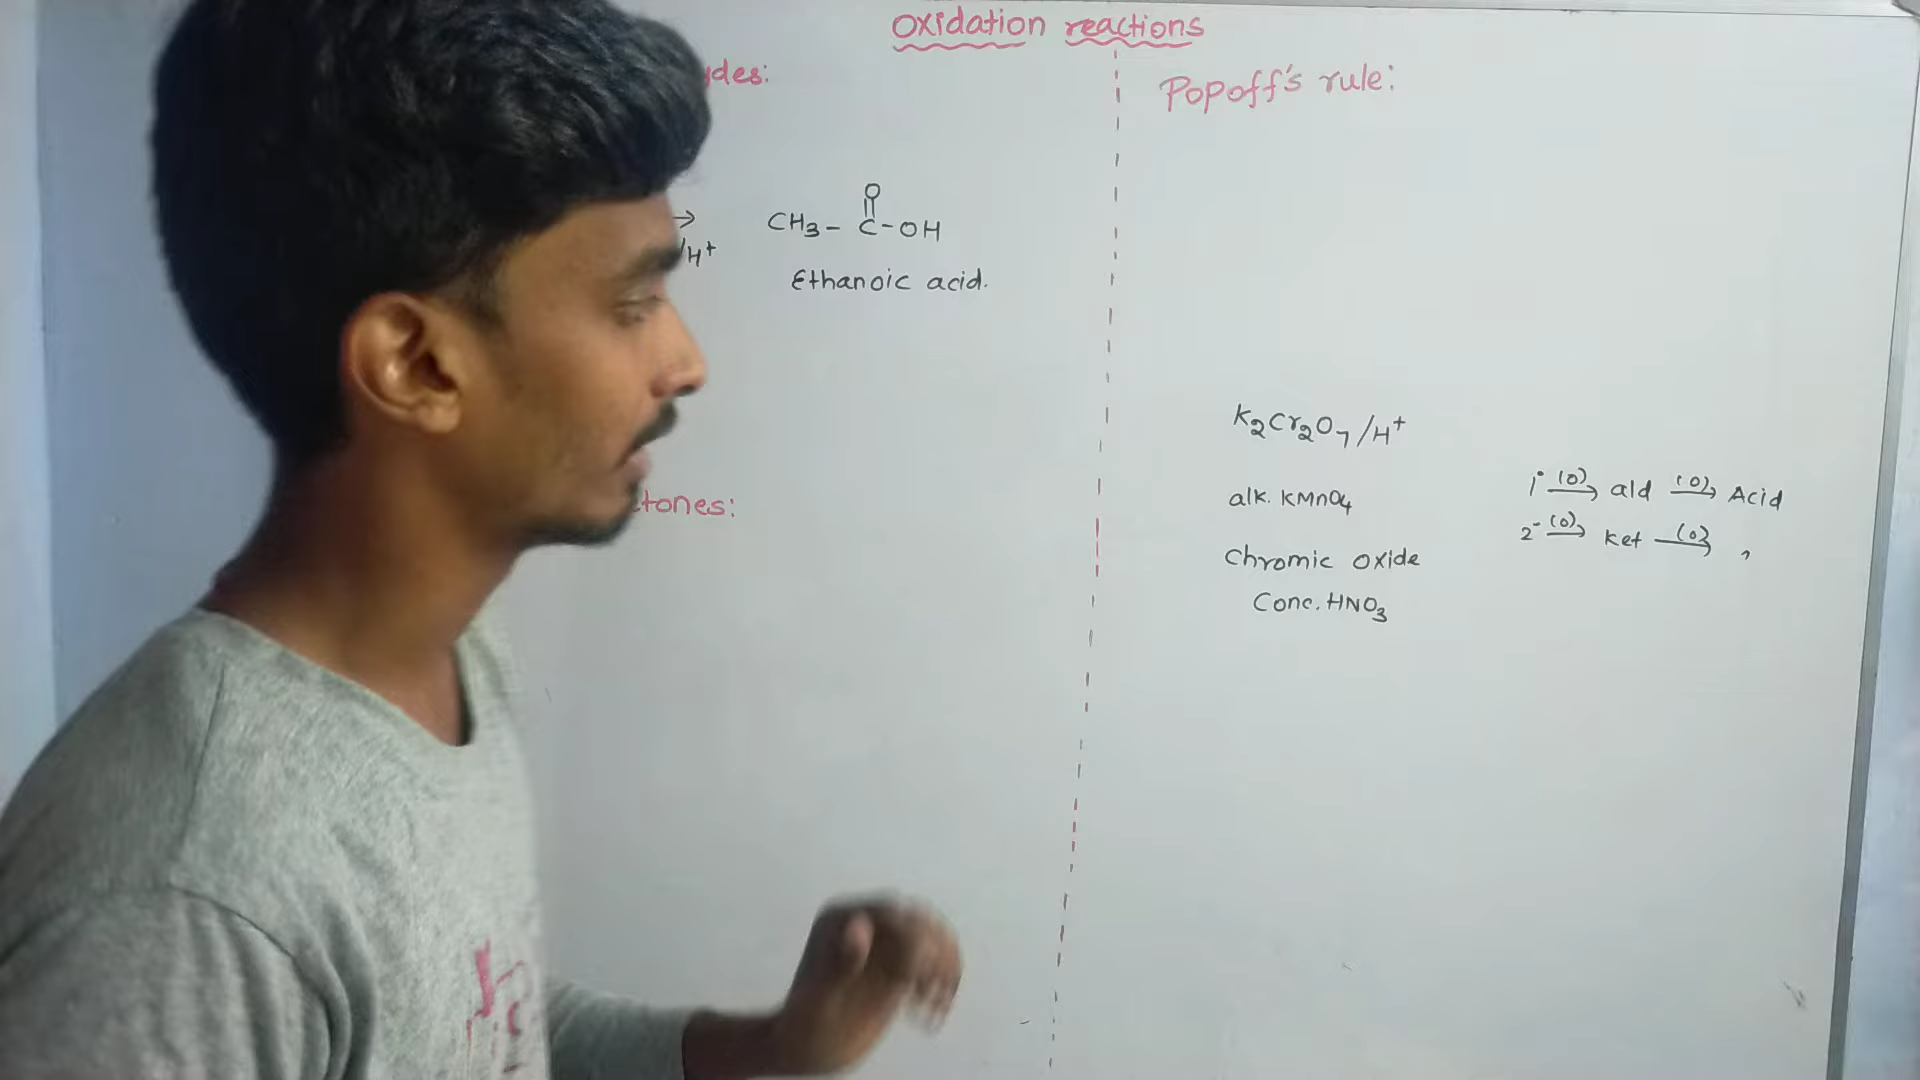 Oxidation reactions
ydes:
O
CH3 - C - OH
/H+
Ethanoic acid.
tones:
Popoff's rule:
K2Cr2O7/H+
alk. KMnO4
Chromic oxide
Conc. HNO3
1° (O) ald (O) Acid
2° (O) ket (O) ,